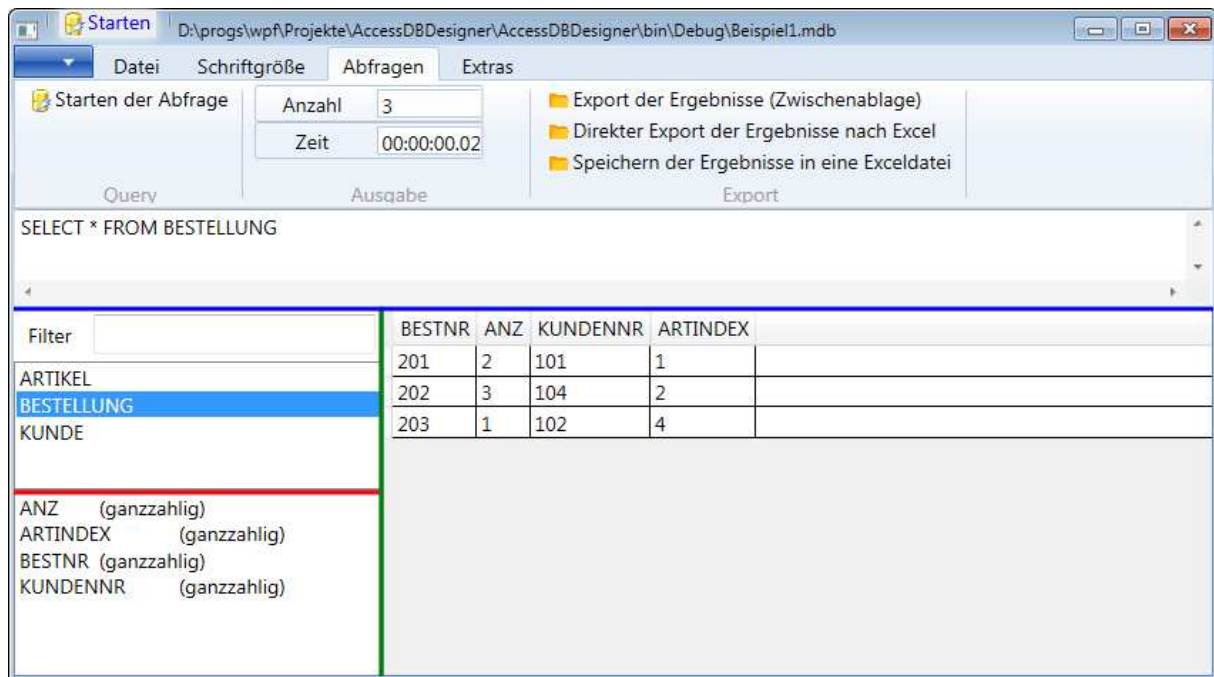 Starten D:\progs\wpf\Projekte\AccessDBDesigner\AccessDBDesigner\bin\Debug\Beispiel1.mdb
Datei Schriftgröße Abfragen Extras
Starten der Abfrage
Query
Anzahl 3
Zeit 00:00:00.02
Ausgabe
Export der Ergebnisse (Zwischenablage)
Direkter Export der Ergebnisse nach Excel
Speichern der Ergebnisse in eine Exceldatei
Export
SELECT * FROM BESTELLUNG
Filter
ARTIKEL
BESTELLUNG
KUNDE
ANZ (ganzzahlig)
ARTINDEX (ganzzahlig)
BESTNR (ganzzahlig)
KUNDENNR (ganzzahlig)
BESTNR ANZ KUNDENNR ARTINDEX
201 2 101 1
202 3 104 2
203 1 102 4